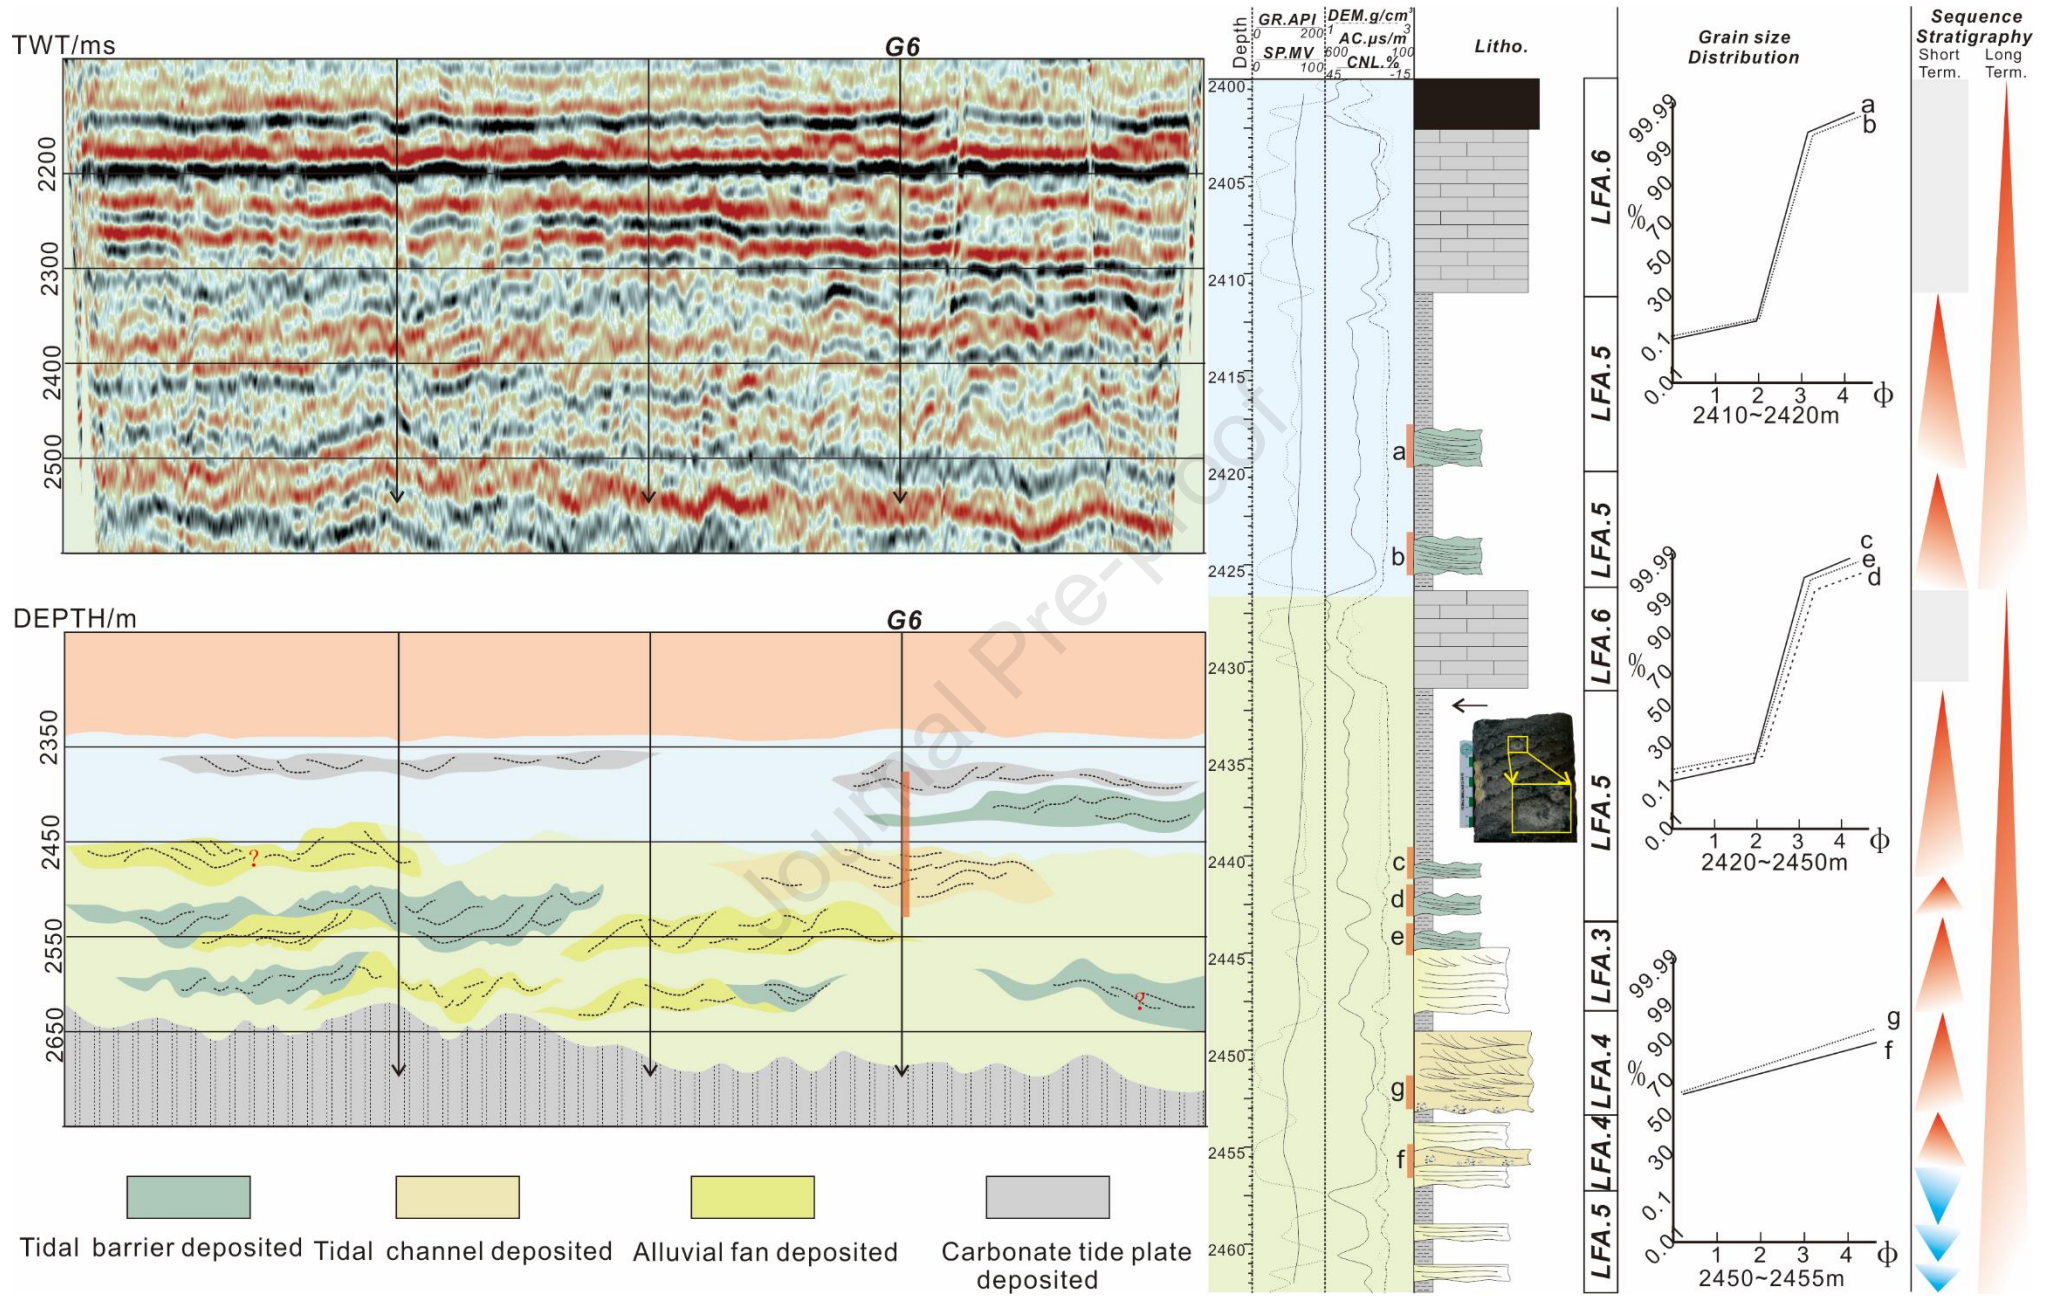 TWT/ms
G6
2200
2300
2400
2500
DEPTH/m
G6
2350
2450
2550
2650
?
?
Tidal barrier deposited
Tidal channel deposited
Alluvial fan deposited
Carbonate tide plate
deposited
Journal Pre-proof
Depth
GR.API
0 200
SP.MV
0 100
DEM.g/cm³
1 3
AC.μs/m
600 100
CNL.%
45 -15
Litho.
2400
2405
2410
2415
2420
2425
2430
2435
2440
2445
2450
2455
2460
a
b
c
d
e
g
f
LFA.6
LFA.5
LFA.5
LFA.6
LFA.5
LFA.3
LFA.4
LFA.4
LFA.5
Grain size
Distribution
99.99
99
90
%
70
50
30
0.1
0.01
1 2 3 4 Φ
2410~2420m
a
b
99.99
99
90
%
70
50
30
0.1
0.01
1 2 3 4 Φ
2420~2450m
c
e
d
99.99
99
90
%
70
50
30
0.1
0.01
1 2 3 4 Φ
2450~2455m
g
f
Sequence
Stratigraphy
Short Long
Term. Term.